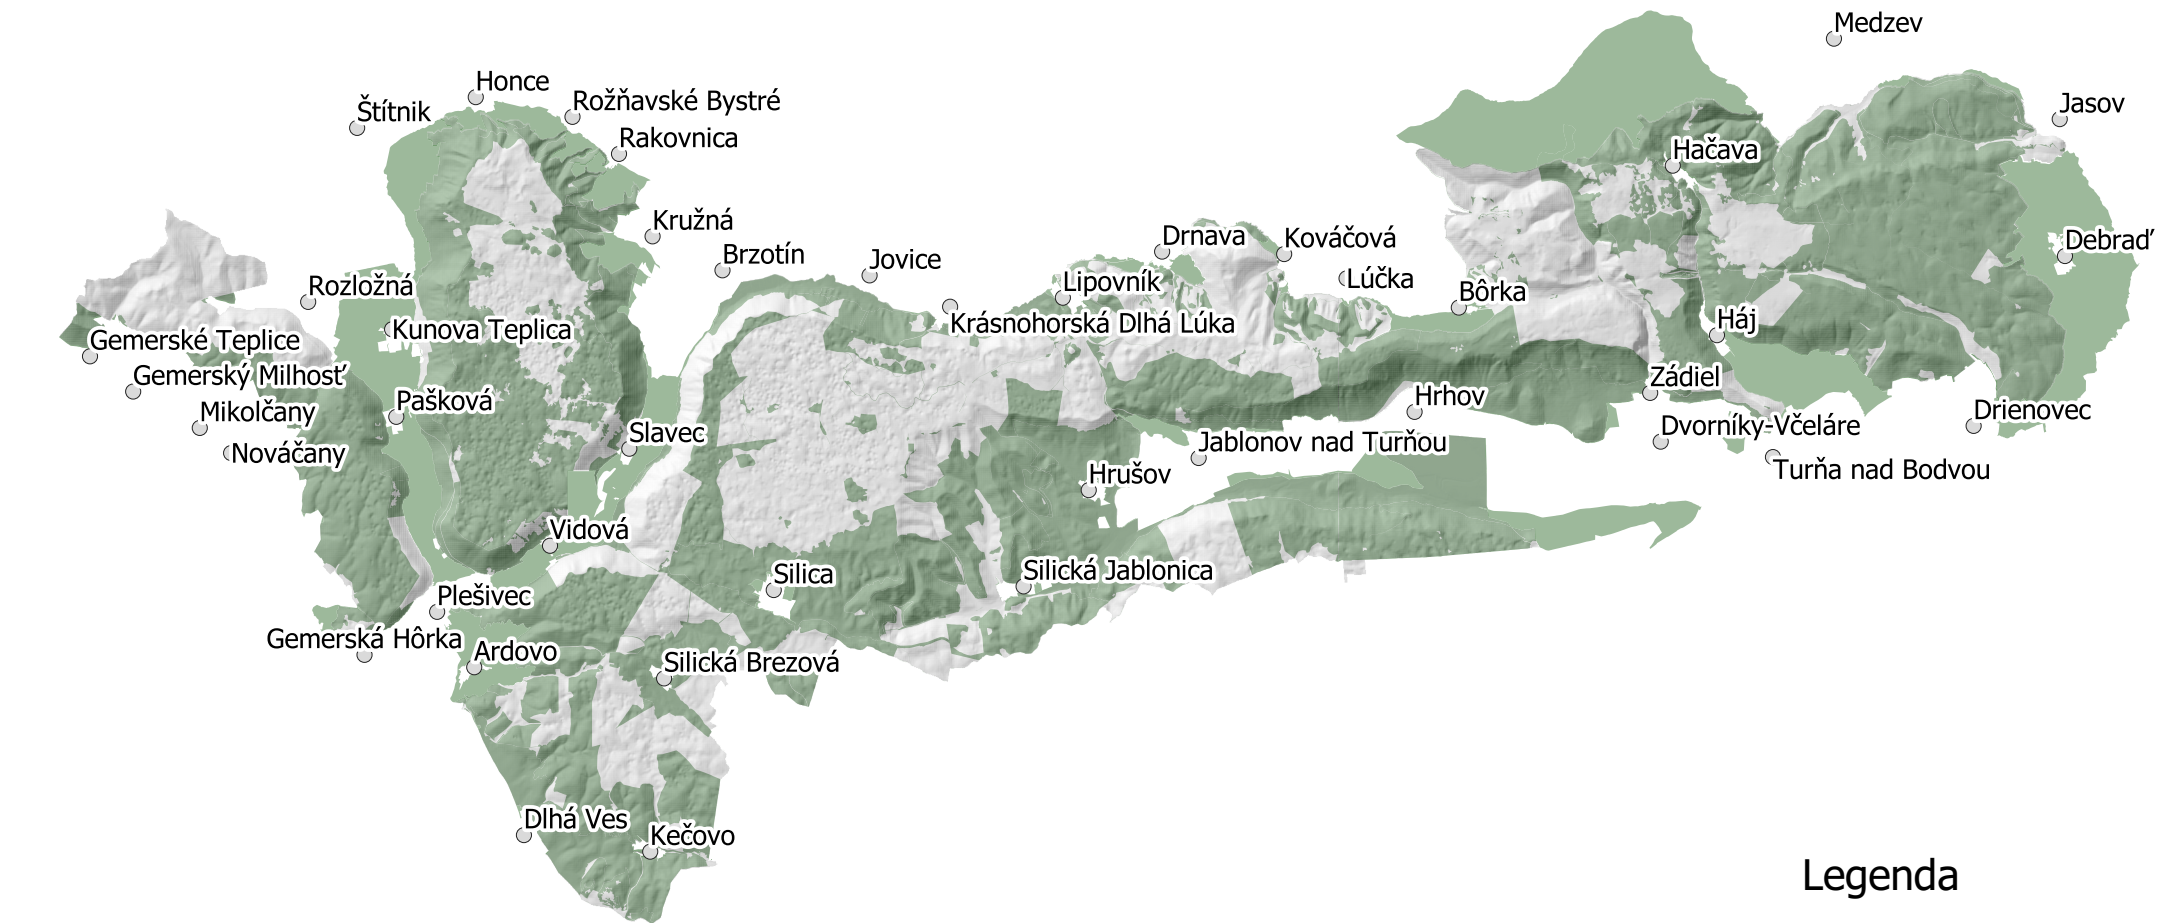 Medzev
Honce
Štítnik
Rožňavské Bystré
Jasov
Rakovnica
Hačava
Kružná
Drnava
Kováčová
Debraď
Brzotín
Jovice
Rozložná
Lipovník
Lúčka
Bôrka
Kunova Teplica
Krásnohorská Dlhá Lúka
Háj
Gemerské Teplice
Gemerský Milhosť
Zádiel
Pašková
Hrhov
Mikolčany
Drienovec
Slavec
Dvorníky-Včeláre
Jablonov nad Turňou
Nováčany
Turňa nad Bodvou
Hrušov
Vidová
Silica
Silická Jablonica
Plešivec
Gemerská Hôrka
Ardovo
Silická Brezová
Dlhá Ves
Kečovo
Legenda